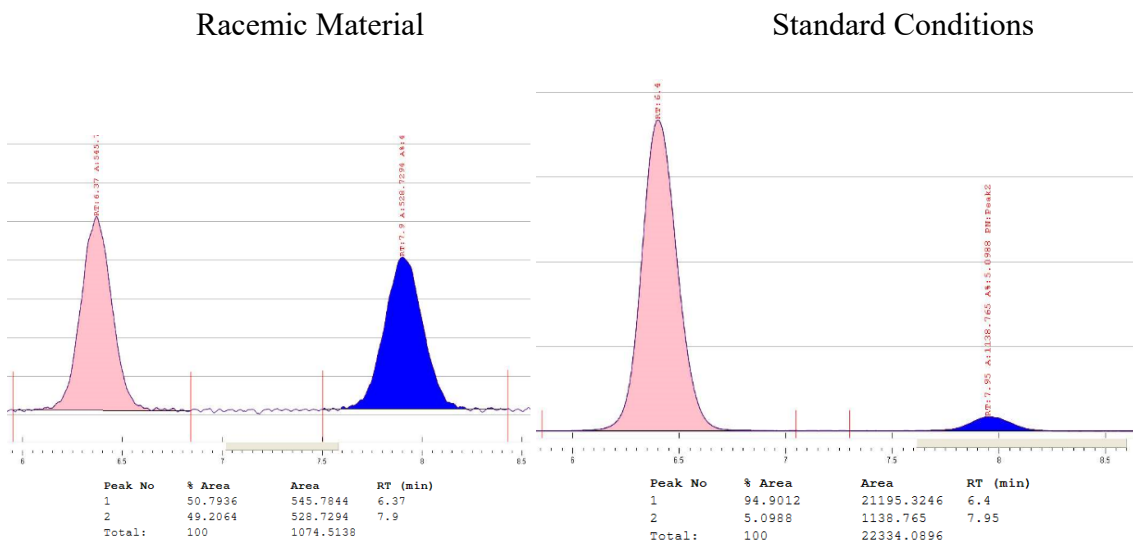 Racemic Material
Standard Conditions
RT:6.37 A:545.7
RT:7.9 A:528.7294 A%:4
RT:6.4
RT:7.95 A:1138.765 A%:5.0988 PN:Peak2
6 6.5 7 7.5 8 8.5
6 6.5 7 7.5 8 8.5
Peak No % Area Area RT (min)
1 50.7936 545.7844 6.37
2 49.2064 528.7294 7.9
Total: 100 1074.5138
Peak No % Area Area RT (min)
1 94.9012 21195.3246 6.4
2 5.0988 1138.765 7.95
Total: 100 22334.0896